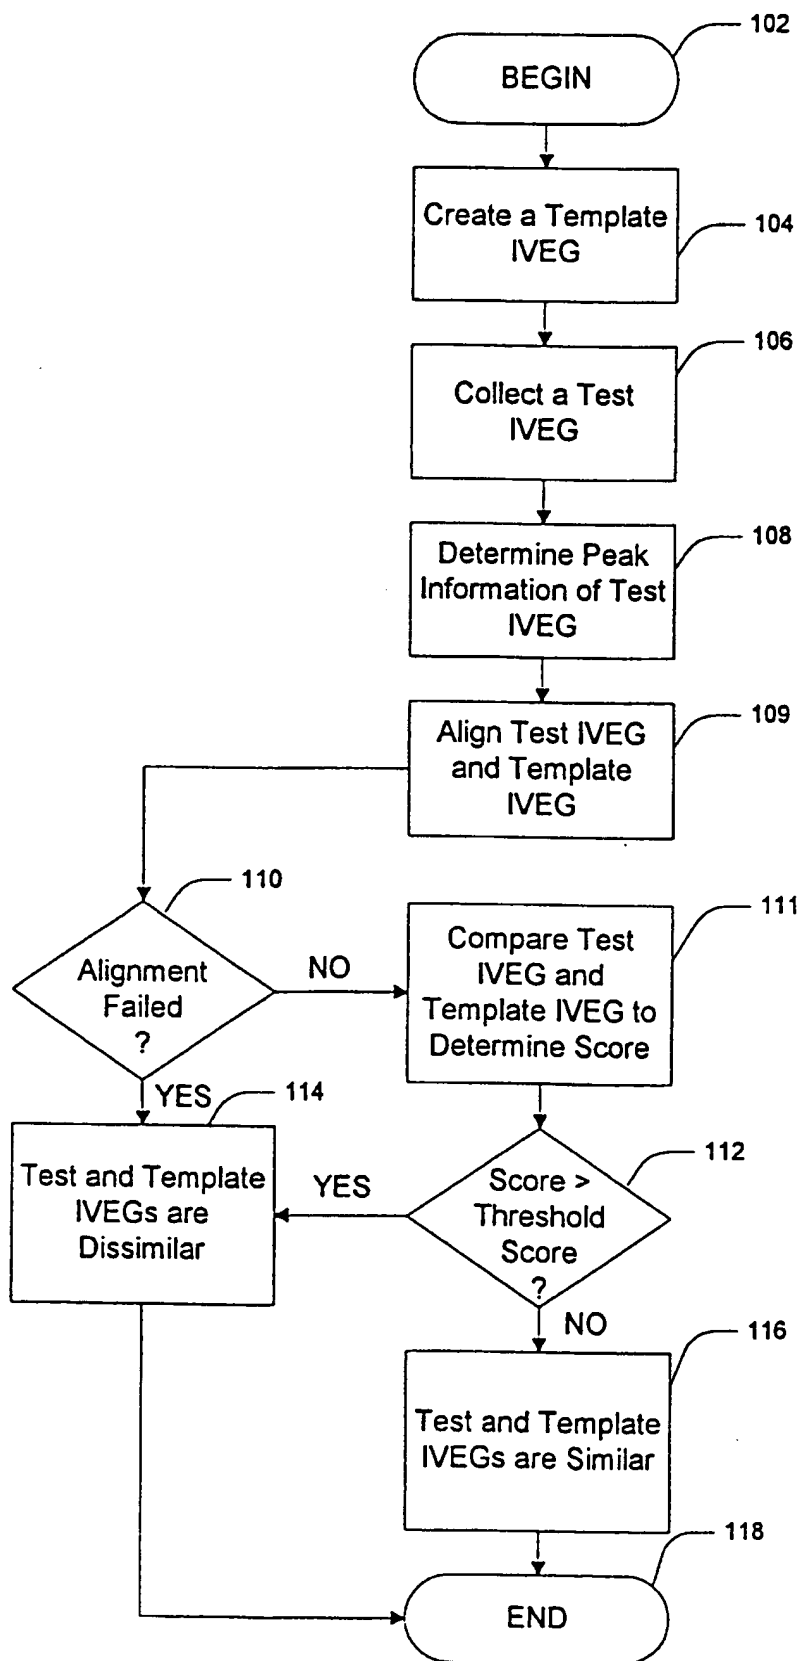 102
BEGIN
Create a Template
IVEG
104
106
Collect a Test
IVEG
108
Determine Peak
Information of Test
IVEG
109
Align Test IVEG
and Template
IVEG
110
Alignment
Failed
?
NO
111
Compare Test
IVEG and
Template IVEG to
Determine Score
YES
114
Test and Template
IVEGs are
Dissimilar
YES
112
Score >
Threshold
Score
?
NO
116
Test and Template
IVEGs are Similar
118
END